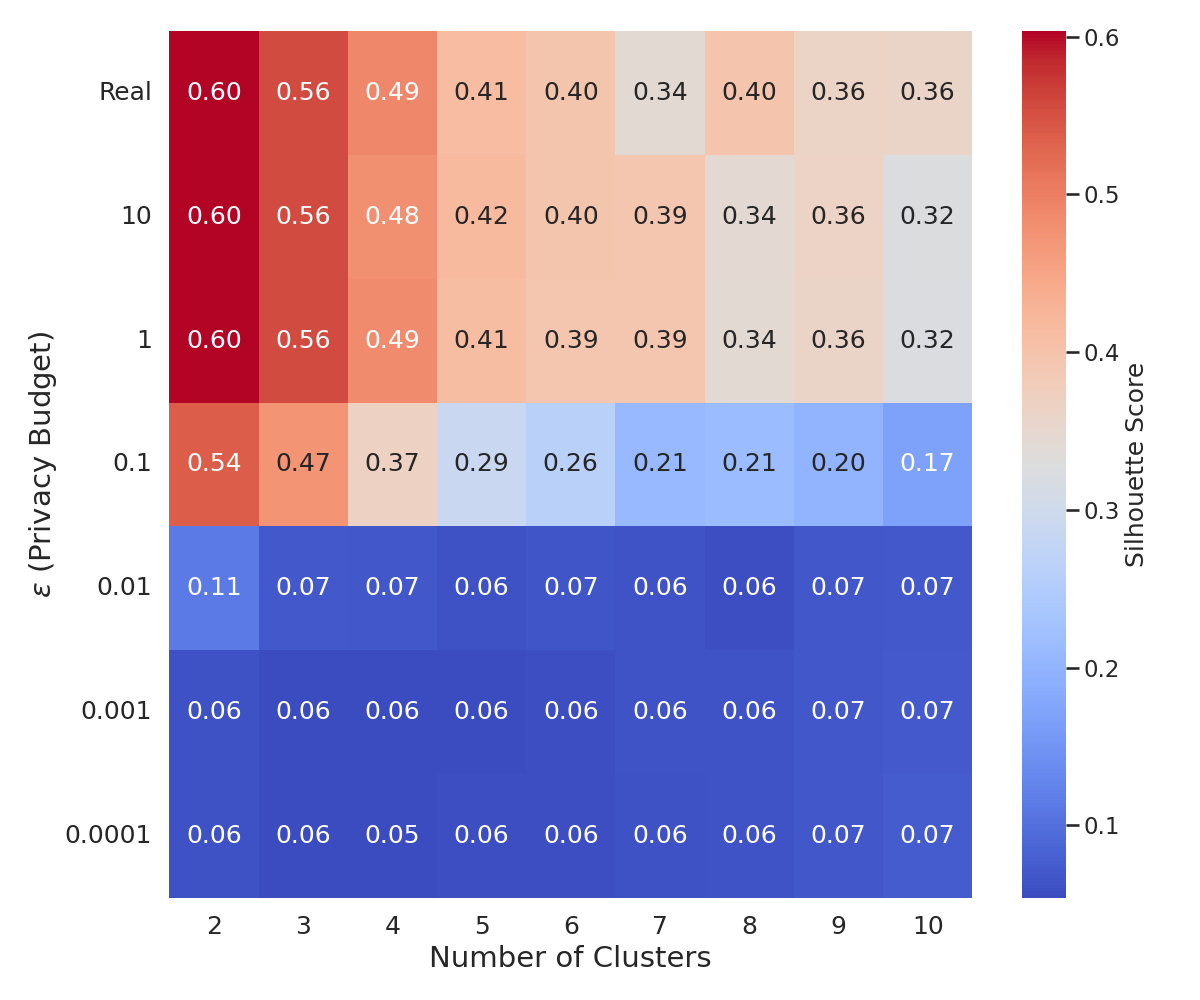 Real 0.60 0.56 0.49 0.41 0.40 0.34 0.40 0.36 0.36
10 0.60 0.56 0.48 0.42 0.40 0.39 0.34 0.36 0.32
1 0.60 0.56 0.49 0.41 0.39 0.39 0.34 0.36 0.32
0.1 0.54 0.47 0.37 0.29 0.26 0.21 0.21 0.20 0.17
0.01 0.11 0.07 0.07 0.06 0.07 0.06 0.06 0.07 0.07
0.001 0.06 0.06 0.06 0.06 0.06 0.06 0.06 0.07 0.07
0.0001 0.06 0.06 0.05 0.06 0.06 0.06 0.06 0.07 0.07
2 3 4 5 6 7 8 9 10
Number of Clusters
ε (Privacy Budget)
0.6
0.5
0.4
0.3
0.2
0.1
Silhouette Score